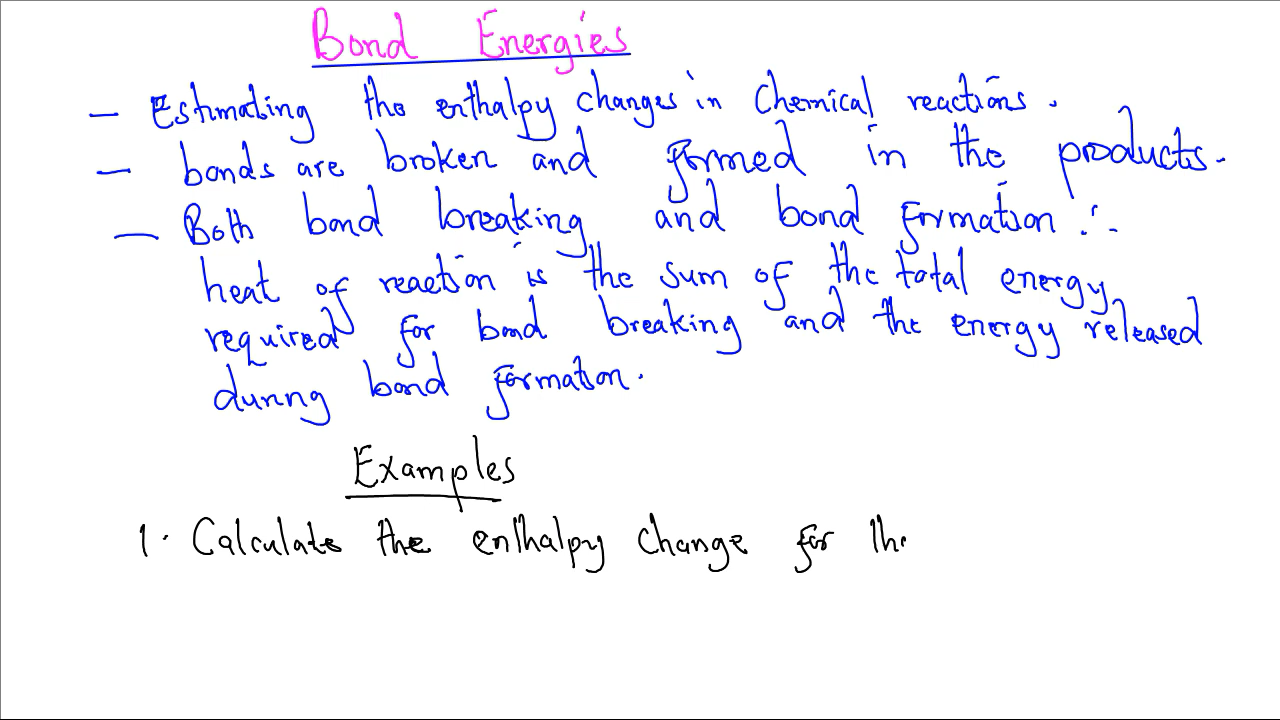 Bond Energies
— Estimating the enthalpy changes in Chemical reactions.
— bonds are broken and formed in the products.
— Both bond breaking and bond formation ∴
heat of reaction is the sum of the total energy
required for bond breaking and the energy released
during bond formation.
Examples
1. Calculate the enthalpy change for the